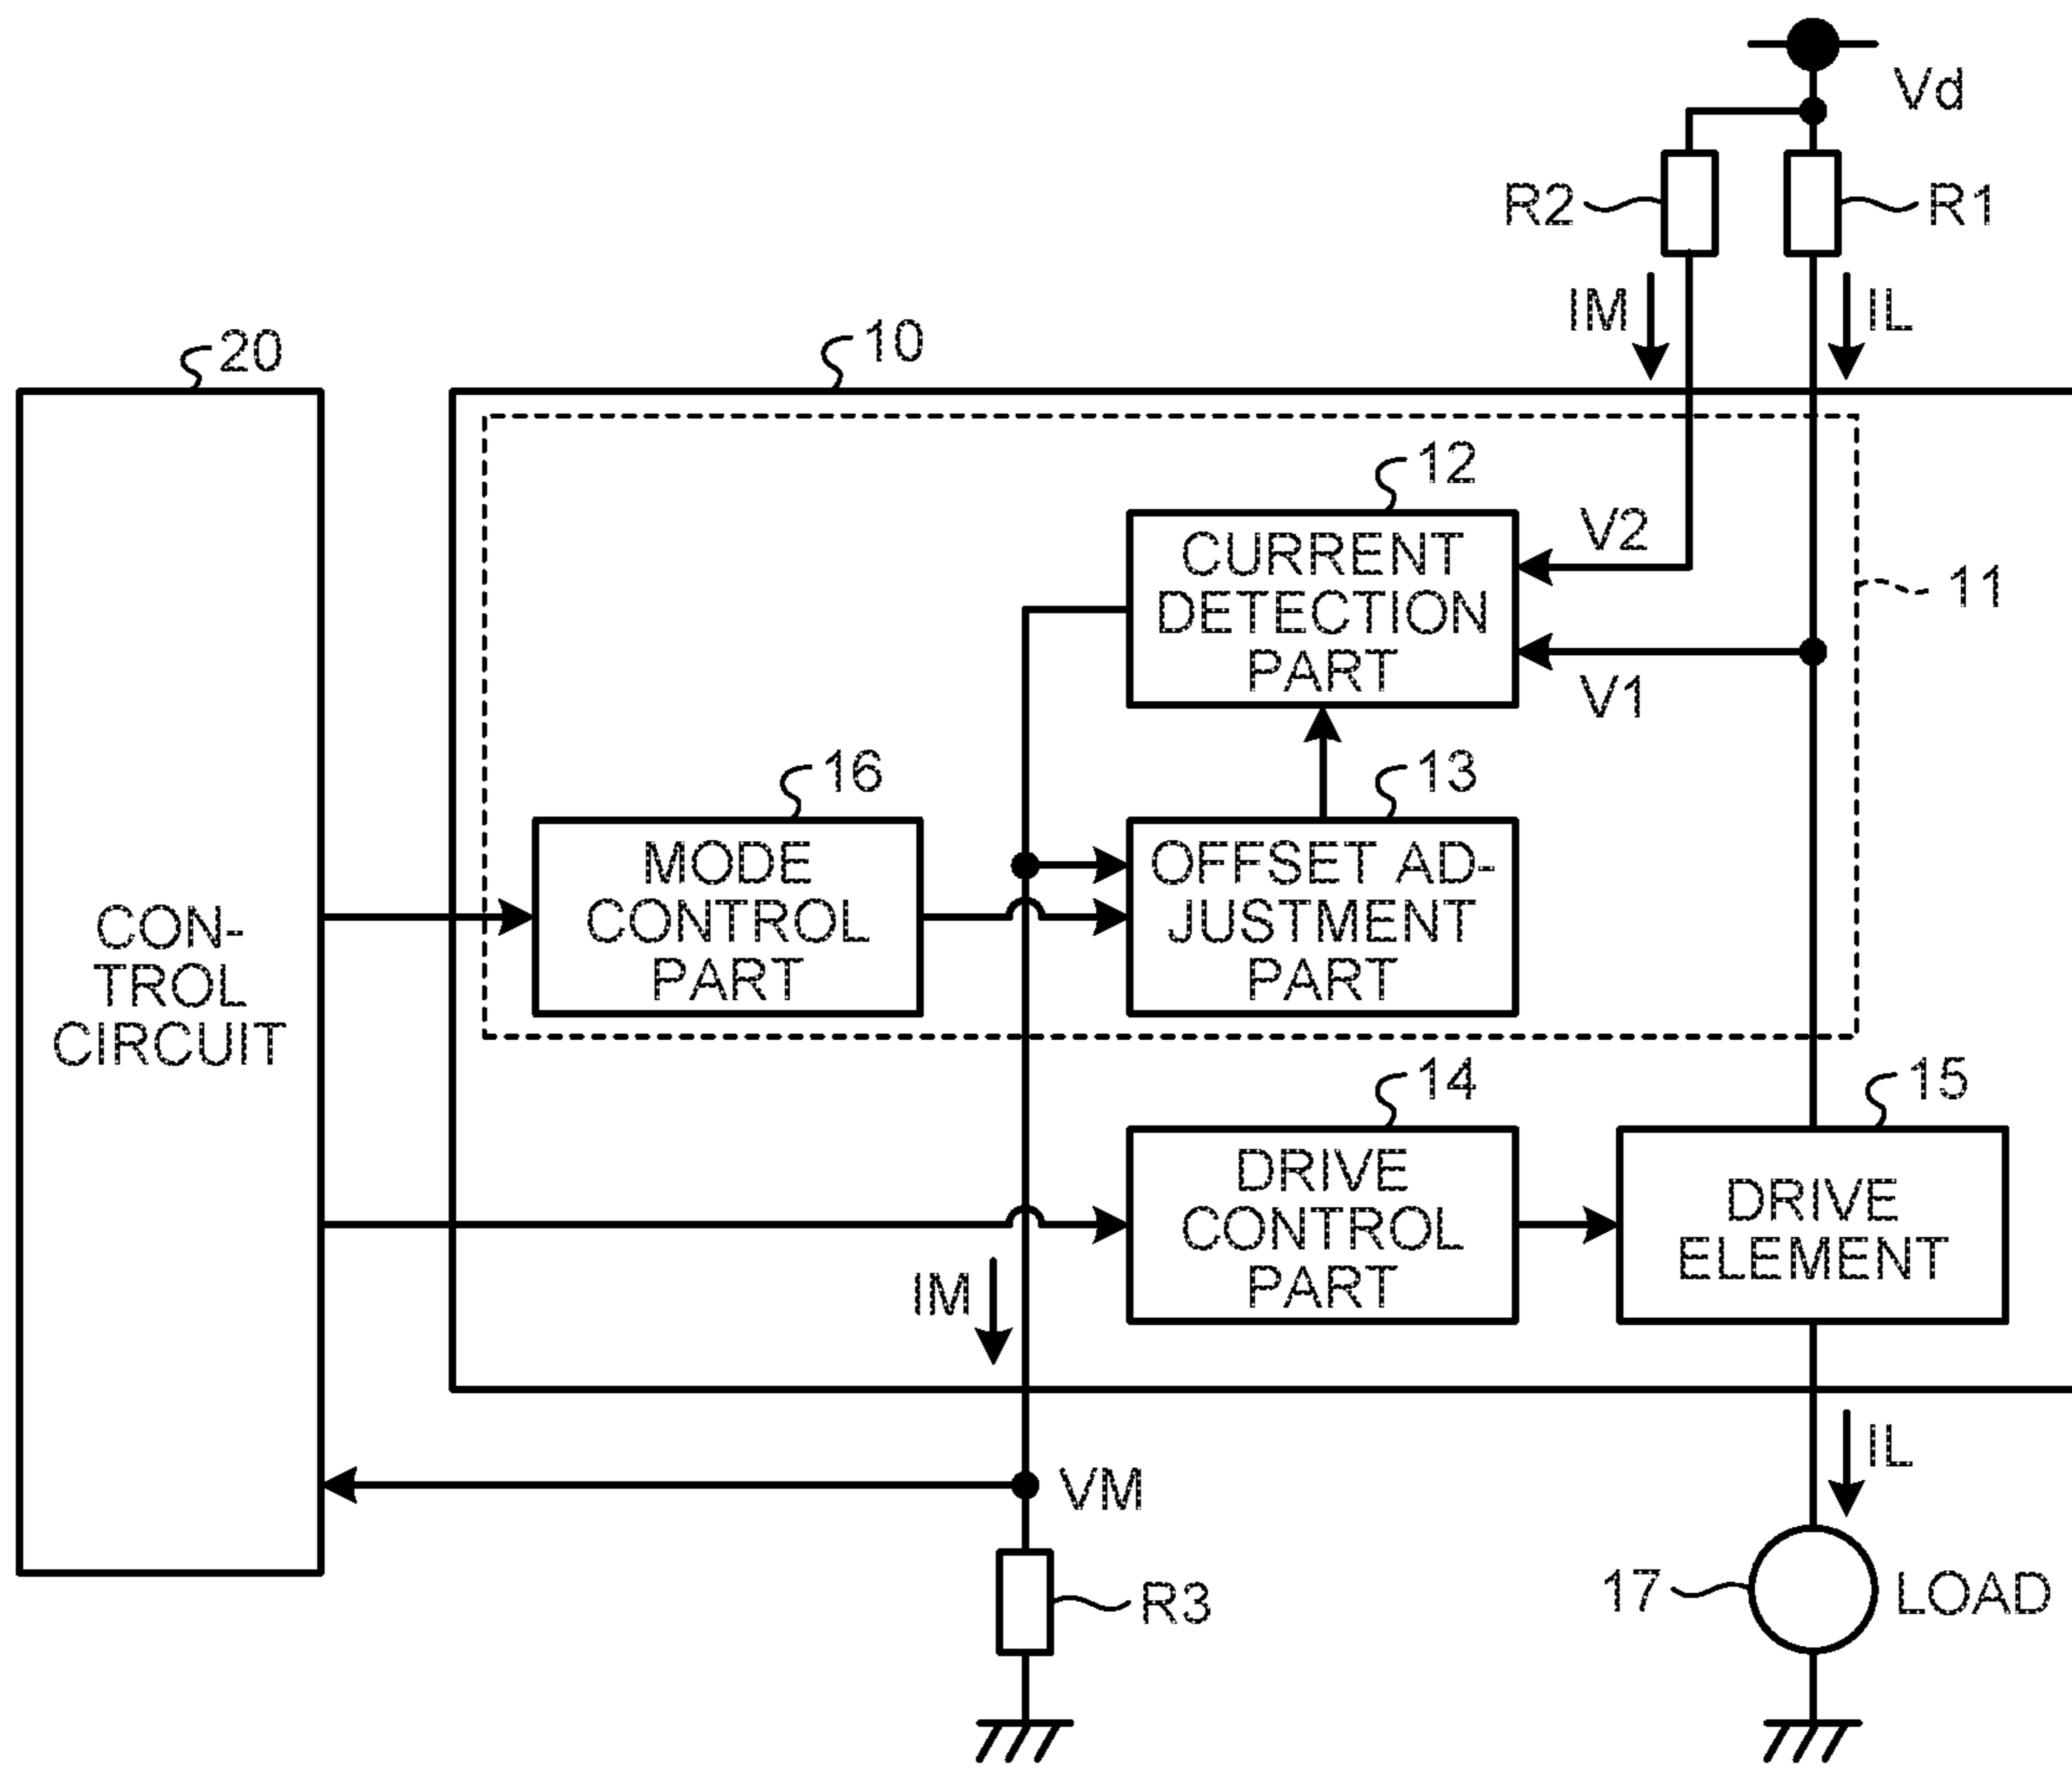 Vd
R2
R1
IM
IL
20
10
12
CURRENT
DETECTION
PART
V2
V1
11
16
MODE
CONTROL
PART
13
OFFSET AD-
JUSTMENT
PART
CON-
TROL
CIRCUIT
14
DRIVE
CONTROL
PART
15
DRIVE
ELEMENT
IM
IL
VM
R3
17
LOAD